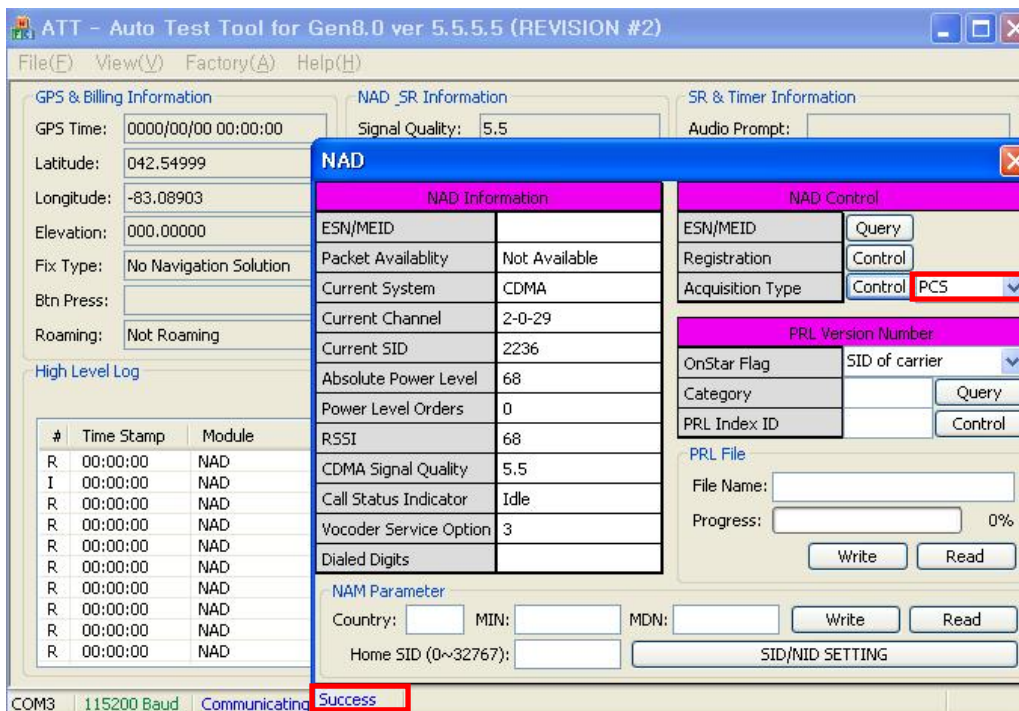 ATT - Auto Test Tool for Gen8.0 ver 5.5.5.5 (REVISION #2)
File(F) View(V) Factory(A) Help(H)
GPS & Billing Information
GPS Time: 0000/00/00 00:00:00
Latitude: 042.54999
Longitude: -83.08903
Elevation: 000.00000
Fix Type: No Navigation Solution
Btn Press:
Roaming: Not Roaming
NAD _SR Information
Signal Quality: 5.5
SR & Timer Information
Audio Prompt:
High Level Log
# Time Stamp Module
R 00:00:00 NAD
I 00:00:00 NAD
R 00:00:00 NAD
R 00:00:00 NAD
R 00:00:00 NAD
R 00:00:00 NAD
R 00:00:00 NAD
R 00:00:00 NAD
R 00:00:00 NAD
R 00:00:00 NAD
NAD
NAD Information
ESN/MEID
Packet Availablity Not Available
Current System CDMA
Current Channel 2-0-29
Current SID 2236
Absolute Power Level 68
Power Level Orders 0
RSSI 68
CDMA Signal Quality 5.5
Call Status Indicator Idle
Vocoder Service Option 3
Dialed Digits
NAD Control
ESN/MEID Query
Registration Control
Acquisition Type Control PCS
PRL Version Number
OnStar Flag SID of carrier
Category Query
PRL Index ID Control
PRL File
File Name:
Progress: 0%
Write Read
NAM Parameter
Country: MIN: MDN: Write Read
Home SID (0~32767): SID/NID SETTING
COM3 115200 Baud Communicating Success